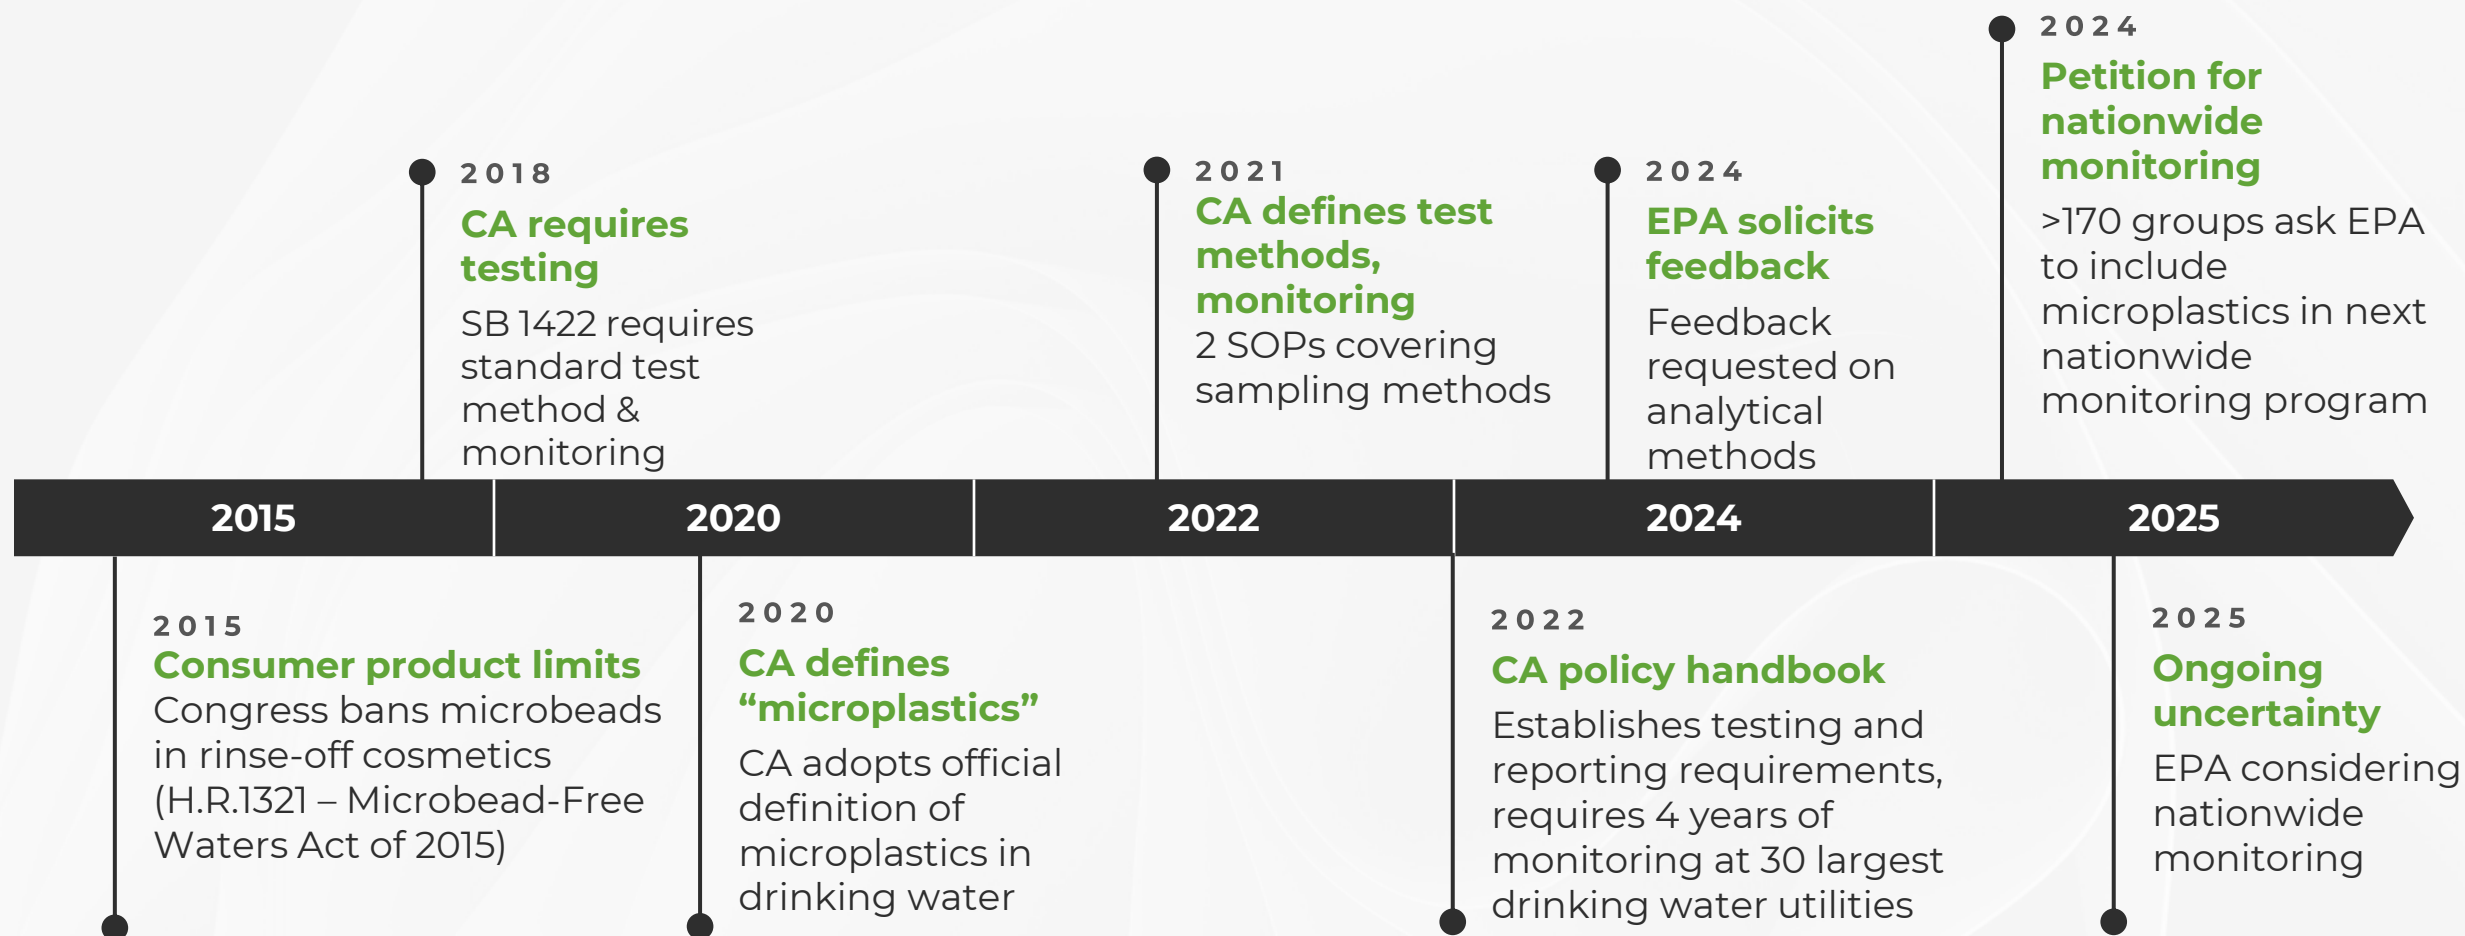 2018
CA requires
testing
SB 1422 requires
standard test
method &
monitoring
2021
CA defines test
methods,
monitoring
2 SOPs covering
sampling methods
2024
EPA solicits
feedback
Feedback
requested on
analytical
methods
2024
Petition for
nationwide
monitoring
>170 groups ask EPA
to include
microplastics in next
nationwide
monitoring program
2015
2020
2022
2024
2025
2015
Consumer product limits
Congress bans microbeads
in rinse-off cosmetics
(H.R.1321 – Microbead-Free
Waters Act of 2015)
2020
CA defines
“microplastics”
CA adopts official
definition of
microplastics in
drinking water
2022
CA policy handbook
Establishes testing and
reporting requirements,
requires 4 years of
monitoring at 30 largest
drinking water utilities
2025
Ongoing
uncertainty
EPA considering
nationwide
monitoring